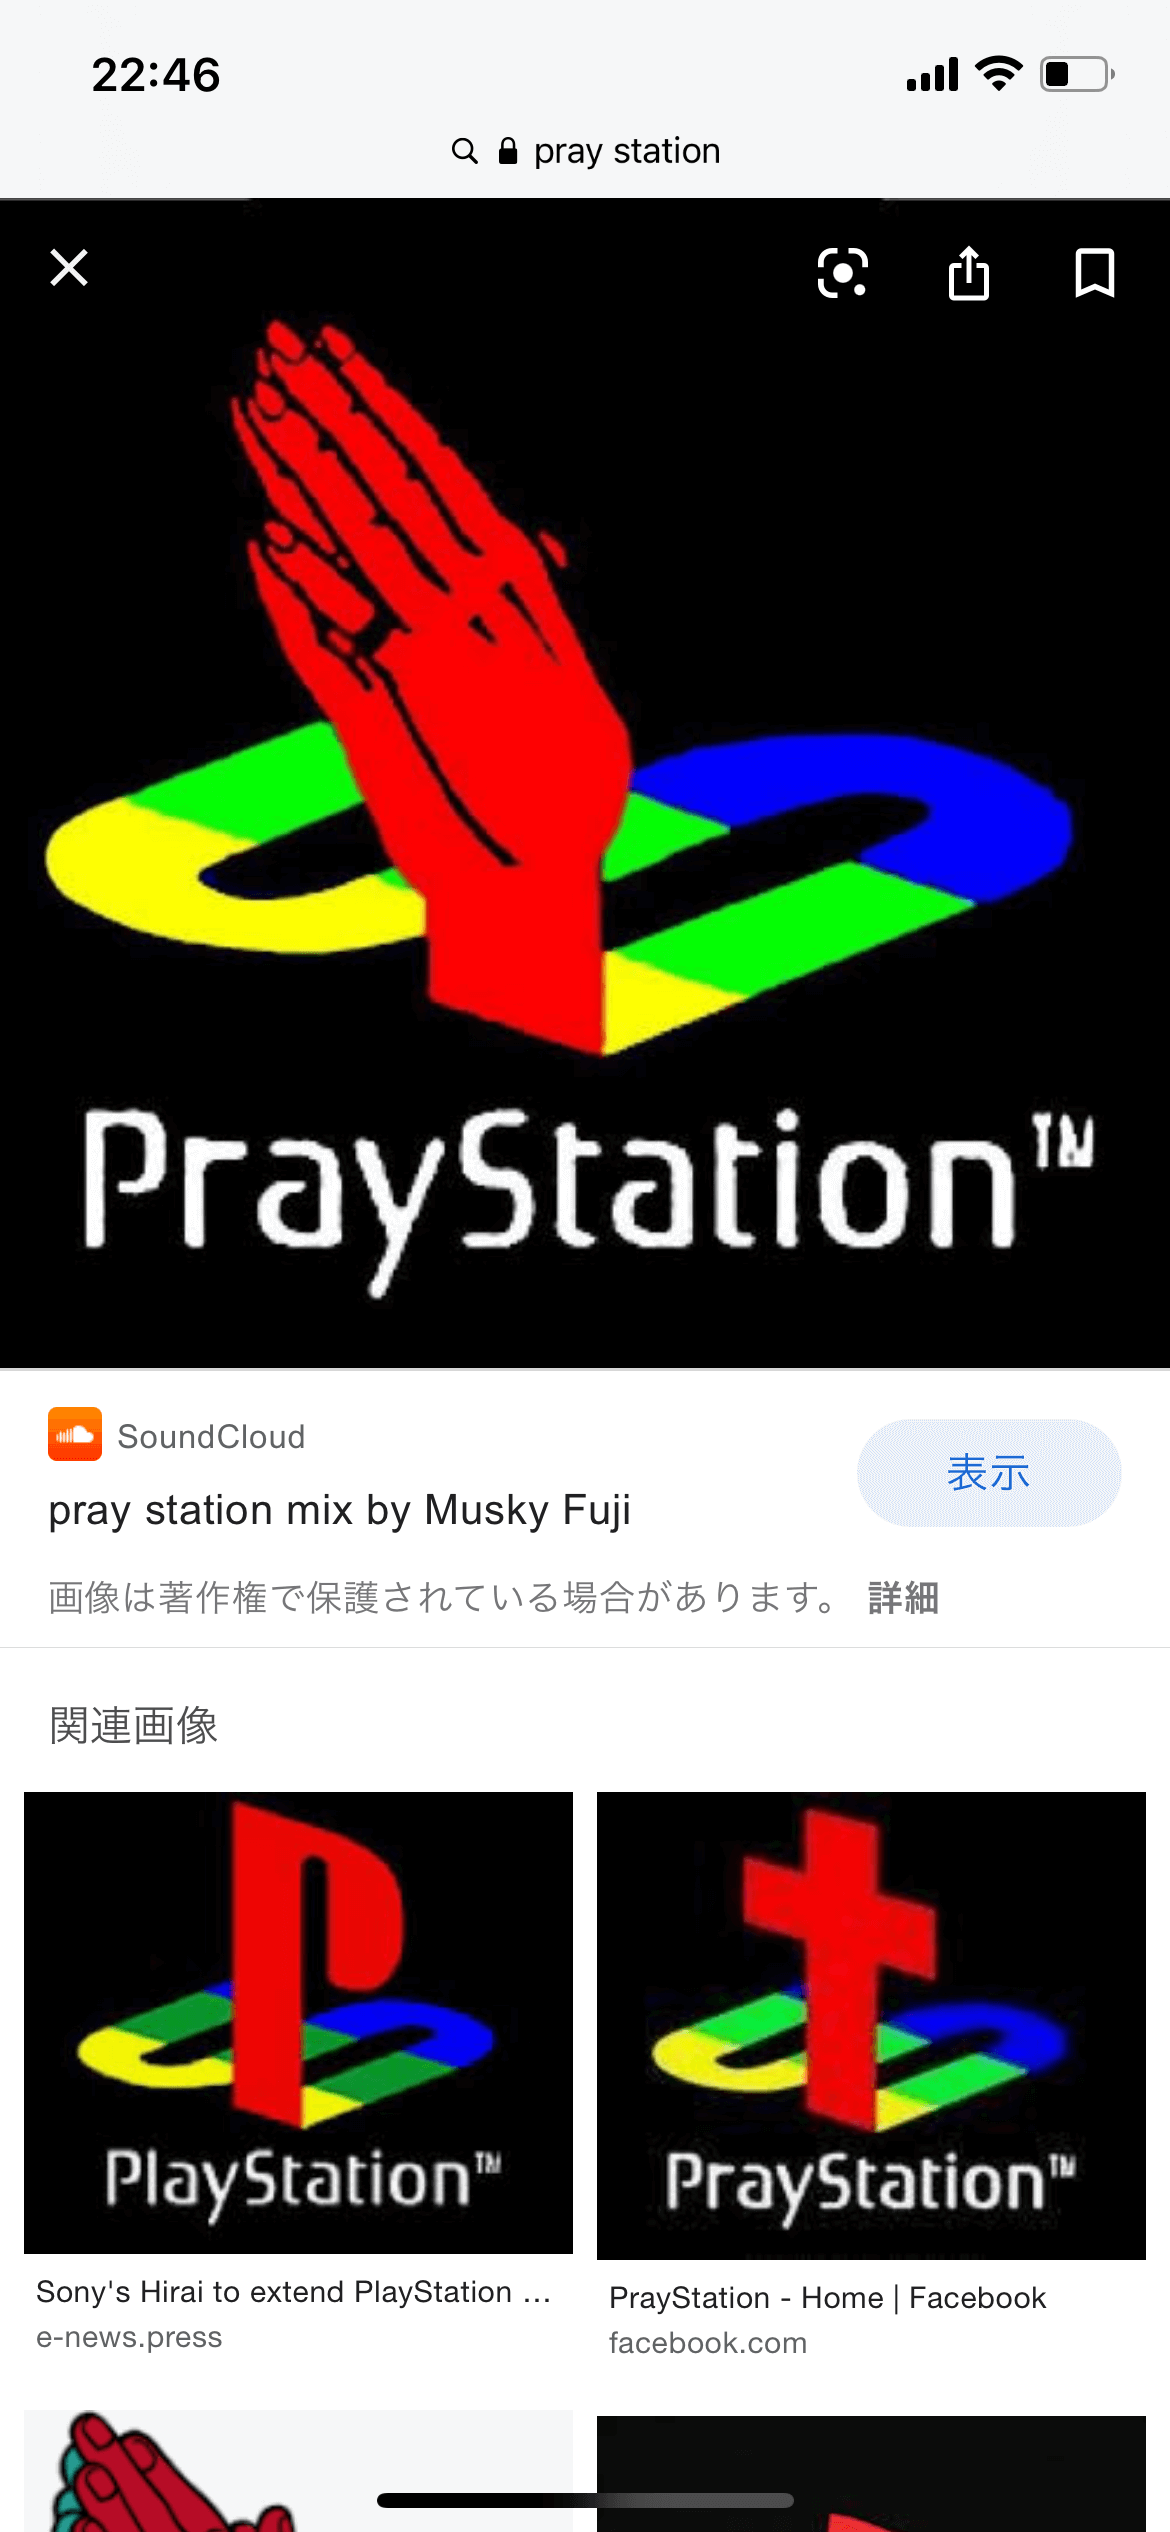 22:46
pray station
PrayStation™
SoundCloud
pray station mix by Musky Fuji
表示
画像は著作権で保護されている場合があります。 詳細
関連画像
PlayStation™
PrayStation™
Sony's Hirai to extend PlayStation ...
e-news.press
PrayStation - Home | Facebook
facebook.com